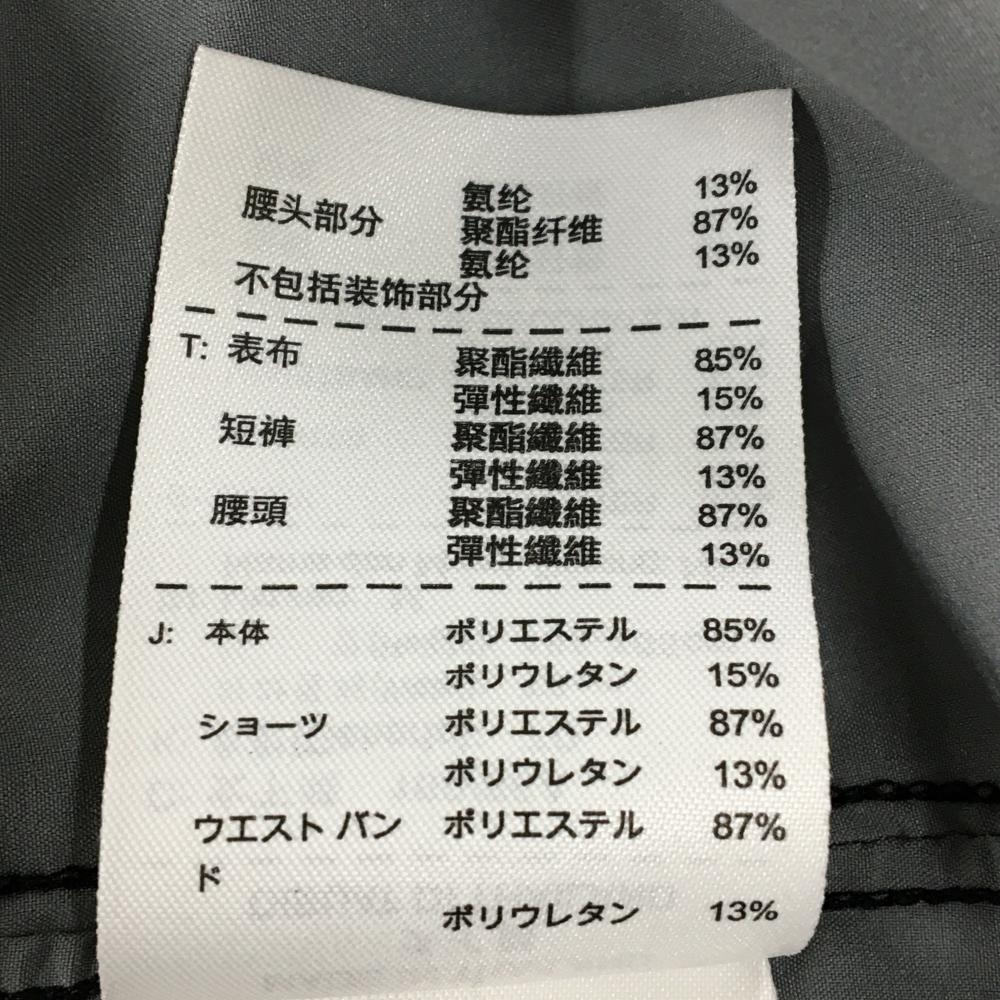 氨纶 13%
腰头部分 聚酯纤维 87%
氨纶 13%
不包括装饰部分
T: 表布 聚酯纖維 85%
彈性纖維 15%
短褲 聚酯纖維 87%
彈性纖維 13%
腰頭 聚酯纖維 87%
彈性纖維 13%
J: 本体 ポリエステル 85%
ポリウレタン 15%
ショーツ ポリエステル 87%
ポリウレタン 13%
ウエスト バン ポリエステル 87%
ド
ポリウレタン 13%